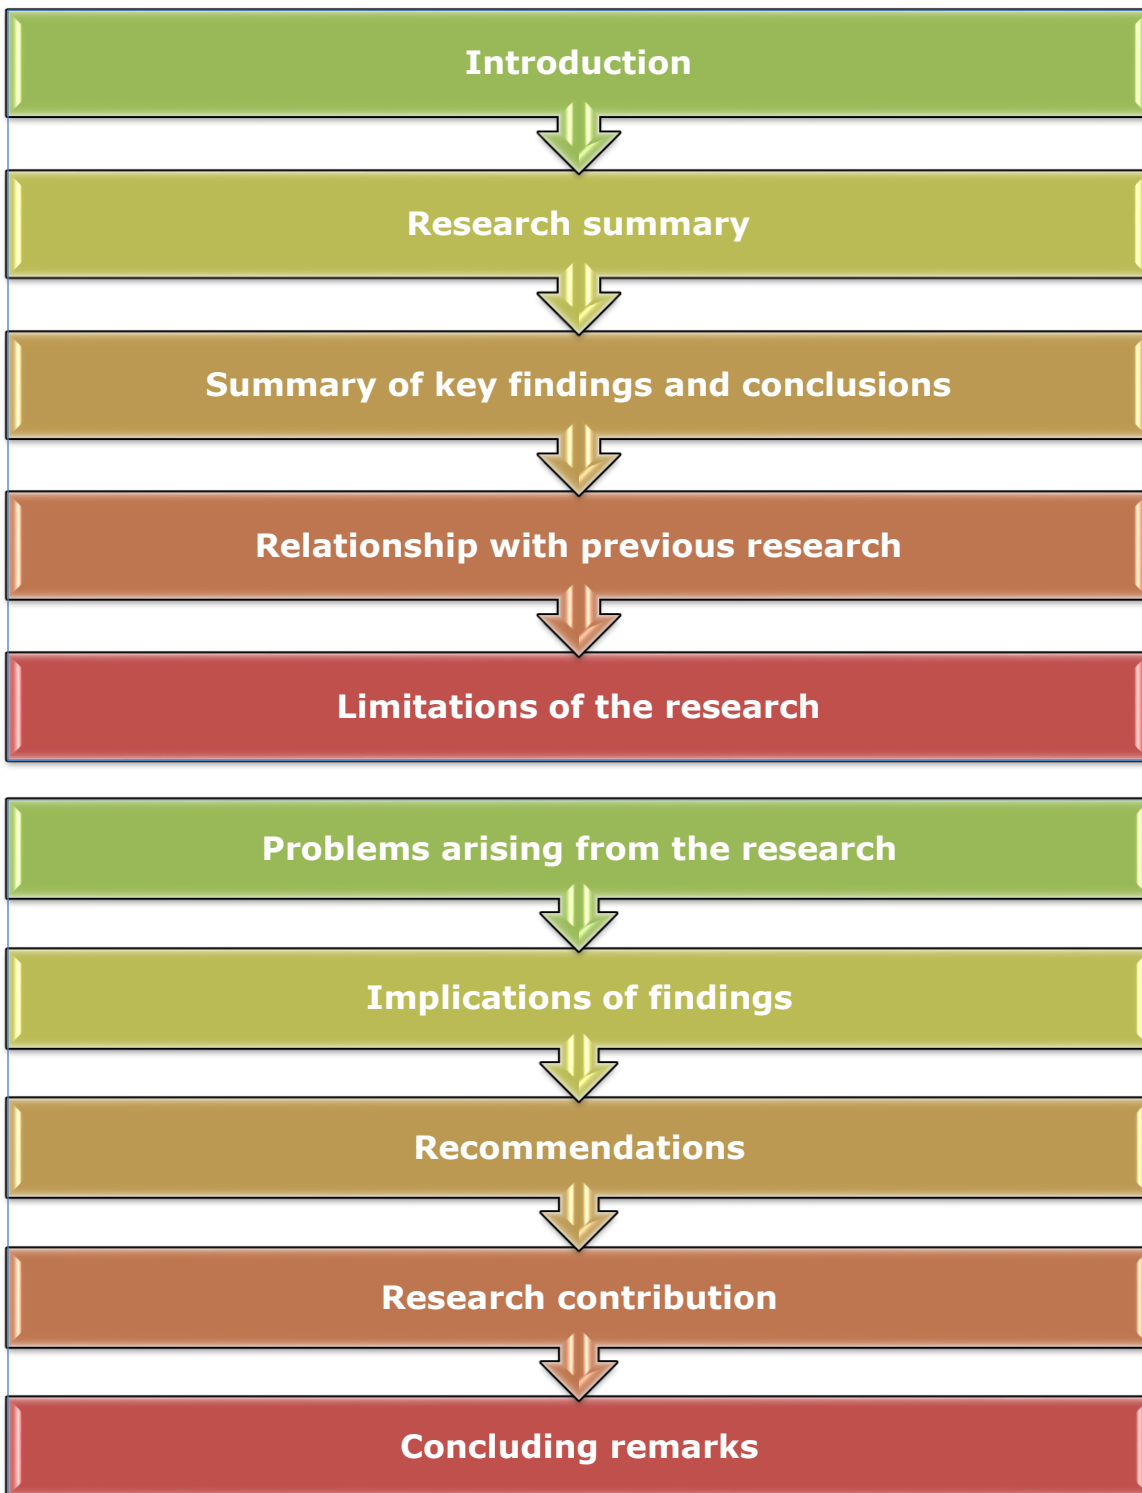 Introduction
Research summary
Summary of key findings and conclusions
Relationship with previous research
Limitations of the research
Problems arising from the research
Implications of findings
Recommendations
Research contribution
Concluding remarks